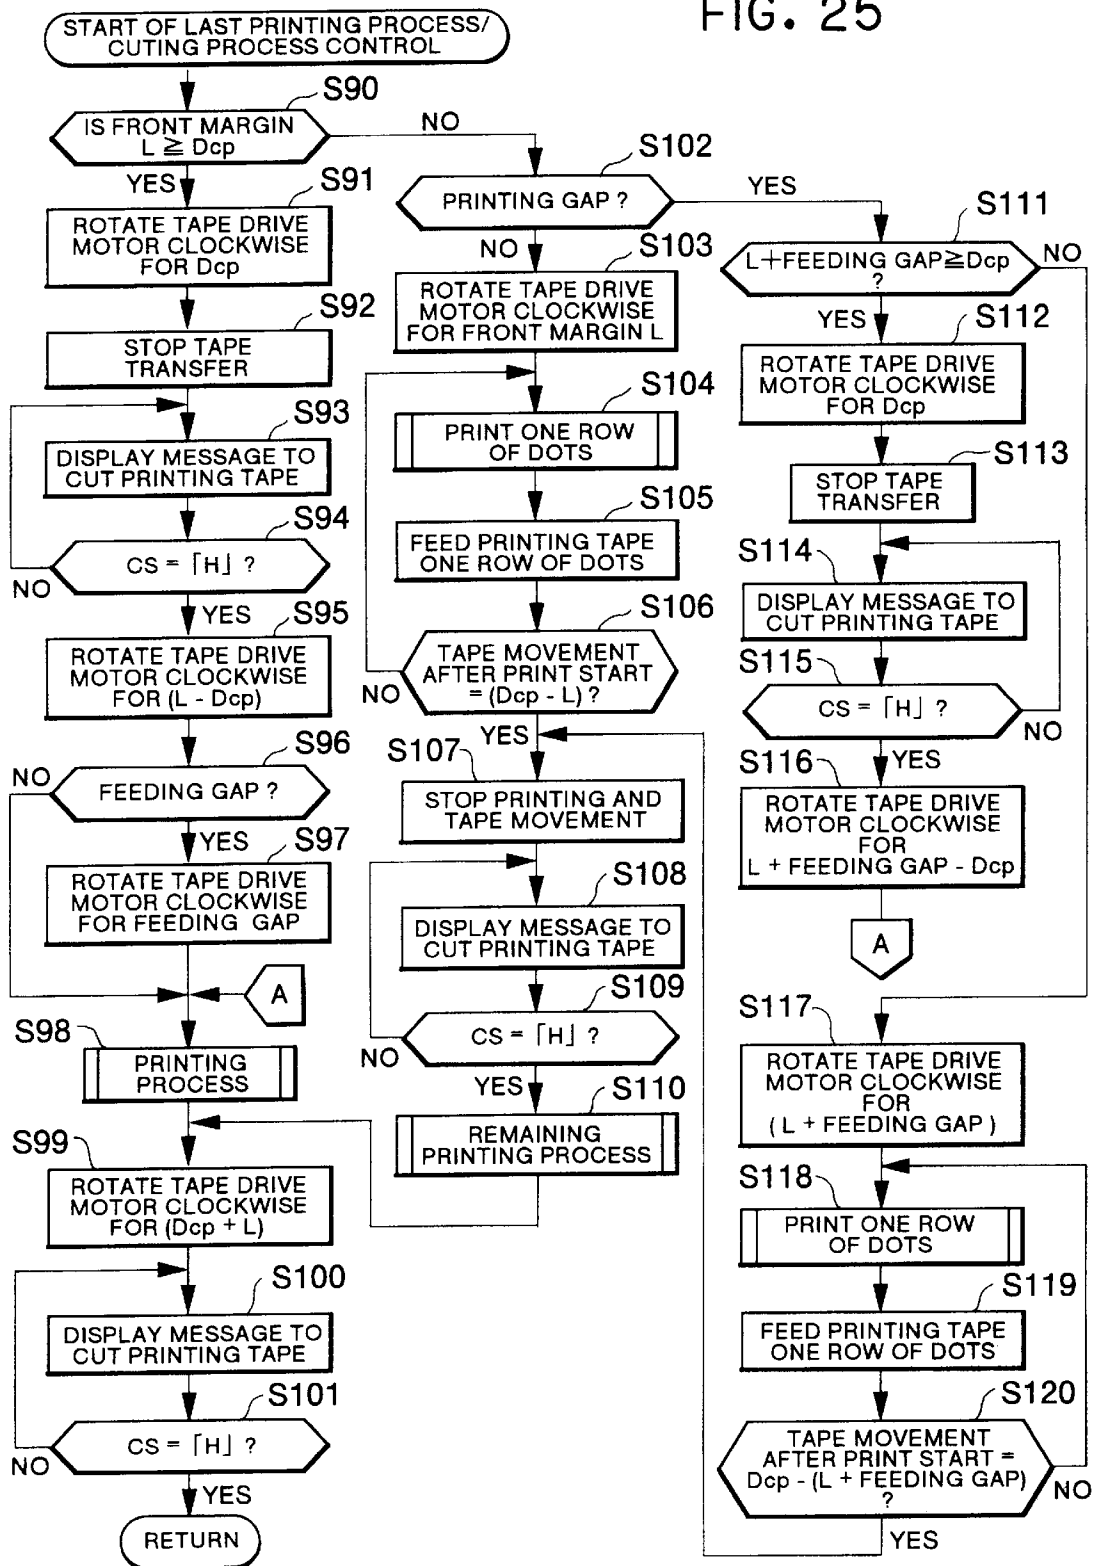 FIG. 25
START OF LAST PRINTING PROCESS/
CUTING PROCESS CONTROL
S90
IS FRONT MARGIN
L ≧ Dcp
NO
YES
S91
ROTATE TAPE DRIVE
MOTOR CLOCKWISE
FOR Dcp
S92
STOP TAPE
TRANSFER
S93
DISPLAY MESSAGE TO
CUT PRINTING TAPE
S94
CS = ⌈H⌋ ?
NO
YES
S95
ROTATE TAPE DRIVE
MOTOR CLOCKWISE
FOR (L - Dcp)
S96
NO
FEEDING GAP ?
YES
S97
ROTATE TAPE DRIVE
MOTOR CLOCKWISE
FOR FEEDING GAP
A
S98
PRINTING
PROCESS
S99
ROTATE TAPE DRIVE
MOTOR CLOCKWISE
FOR (Dcp + L)
S100
DISPLAY MESSAGE TO
CUT PRINTING TAPE
S101
CS = ⌈H⌋ ?
NO
YES
RETURN
S102
PRINTING GAP ?
YES
NO
S103
ROTATE TAPE DRIVE
MOTOR CLOCKWISE
FOR FRONT MARGIN L
S104
PRINT ONE ROW
OF DOTS
S105
FEED PRINTING TAPE
ONE ROW OF DOTS
S106
TAPE MOVEMENT
AFTER PRINT START
= (Dcp - L) ?
NO
YES
S107
STOP PRINTING AND
TAPE MOVEMENT
S108
DISPLAY MESSAGE TO
CUT PRINTING TAPE
S109
CS = ⌈H⌋ ?
NO
YES
S110
REMAINING
PRINTING PROCESS
S111
L+FEEDING GAP≧Dcp
?
NO
YES
S112
ROTATE TAPE DRIVE
MOTOR CLOCKWISE
FOR Dcp
S113
STOP TAPE
TRANSFER
S114
DISPLAY MESSAGE TO
CUT PRINTING TAPE
S115
CS = ⌈H⌋ ?
NO
YES
S116
ROTATE TAPE DRIVE
MOTOR CLOCKWISE
FOR
L + FEEDING GAP - Dcp
A
S117
ROTATE TAPE DRIVE
MOTOR CLOCKWISE
FOR
(L + FEEDING GAP)
S118
PRINT ONE ROW
OF DOTS
S119
FEED PRINTING TAPE
ONE ROW OF DOTS
S120
TAPE MOVEMENT
AFTER PRINT START =
Dcp - (L + FEEDING GAP)
?
NO
YES